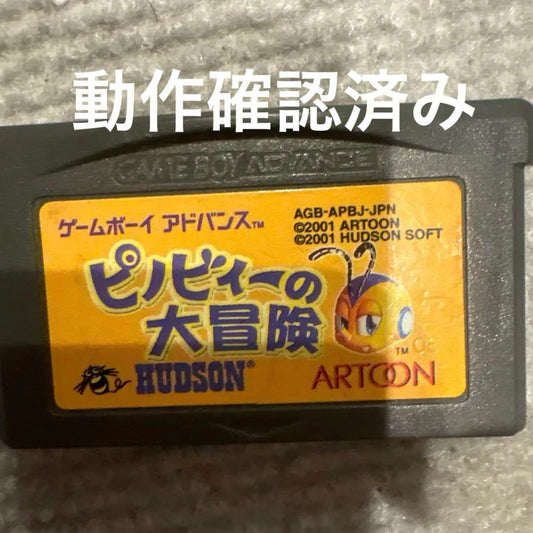 動作確認済み
GAME BOY ADVANCE
ゲームボーイ アドバンス™
AGB-APBJ-JPN
©2001 ARTOON
©2001 HUDSON SOFT
ピノビィーの
大冒険
™
HUDSON®
ARTOON